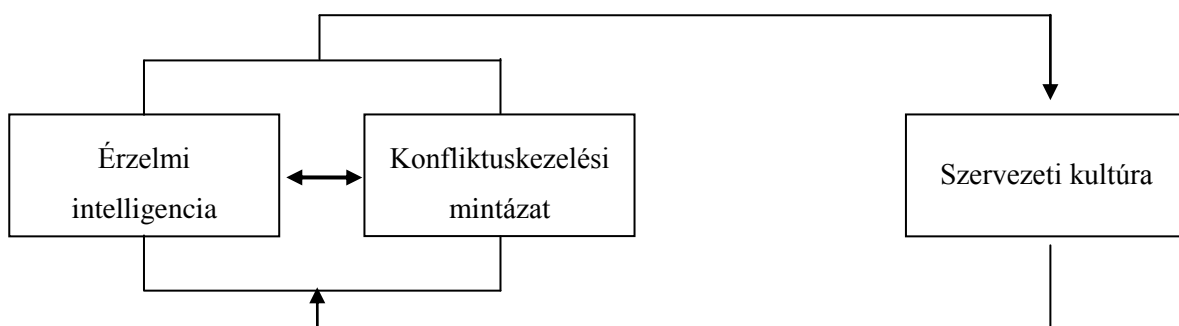 Érzelmi
intelligencia
Konfliktuskezelési
mintázat
Szervezeti kultúra